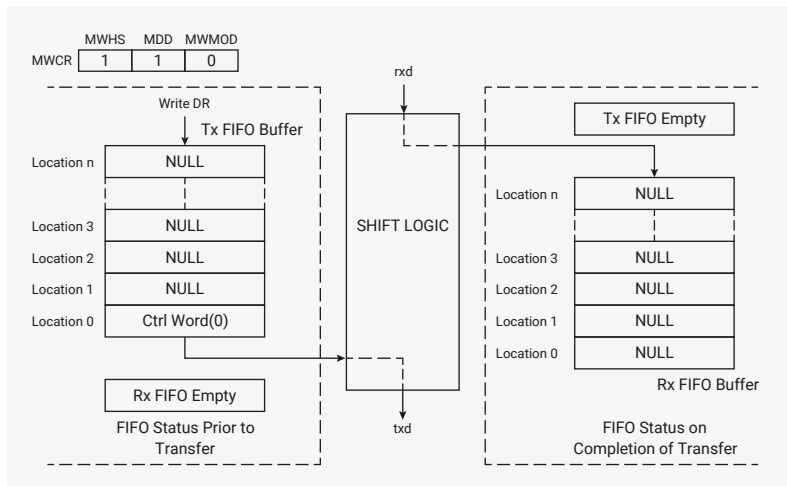 MWHS MDD MWMOD
MWCR 1 1 0
rxd
Write DR
Tx FIFO Buffer
Location n NULL
Location 3 NULL
Location 2 NULL
Location 1 NULL
Location 0 Ctrl Word(0)
Rx FIFO Empty
FIFO Status Prior to
Transfer
SHIFT LOGIC
txd
Tx FIFO Empty
Location n NULL
Location 3 NULL
Location 2 NULL
Location 1 NULL
Location 0 NULL
Rx FIFO Buffer
FIFO Status on
Completion of Transfer